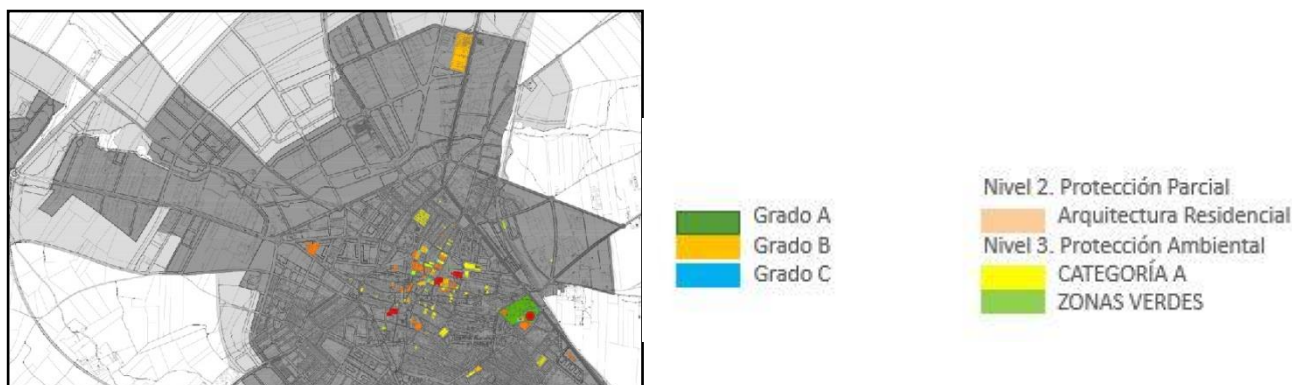 Grado A
Grado B
Grado C
Nivel 2. Protección Parcial
Arquitectura Residencial
Nivel 3. Protección Ambiental
CATEGORÍA A
ZONAS VERDES